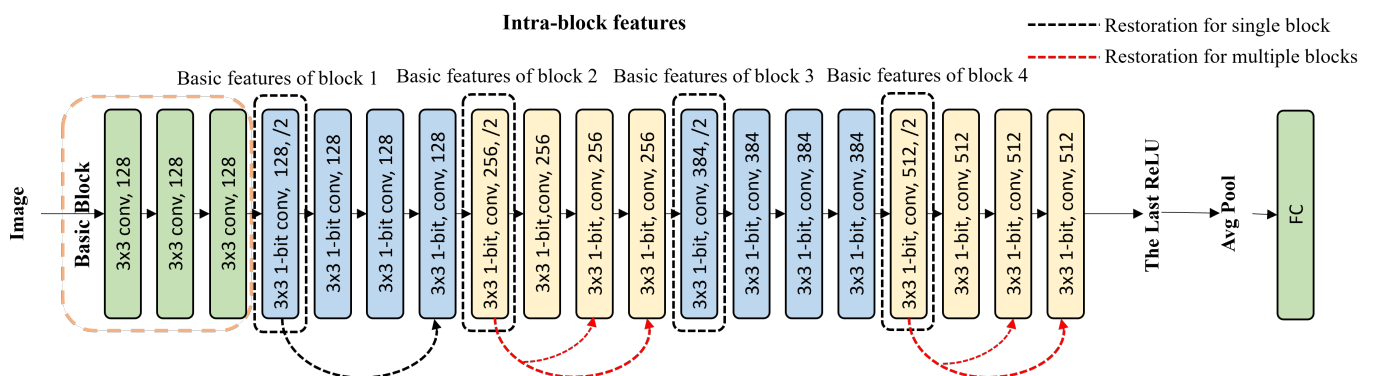 Intra-block features
Restoration for single block
Restoration for multiple blocks
Basic features of block 1
Basic features of block 2
Basic features of block 3
Basic features of block 4
Image
Basic Block
3x3 conv, 128
3x3 conv, 128
3x3 conv, 128
3x3 1-bit conv, 128, /2
3x3 1-bit conv, 128
3x3 1-bit conv, 128
3x3 1-bit, conv, 128
3x3 1-bit, conv 256, /2
3x3 1-bit,conv, 256
3x3 1-bit, conv, 256
3x3 1-bit, conv, 256
3x3 1-bit, conv 384, /2
3x3 1-bit, conv, 384
3x3 1-bit, conv, 384
3x3 1-bit, conv, 384
3x3 1-bit, conv 512, /2
3x3 1-bit, conv, 512
3x3 1-bit, conv, 512
3x3 1-bit, conv, 512
The Last ReLU
Avg Pool
FC